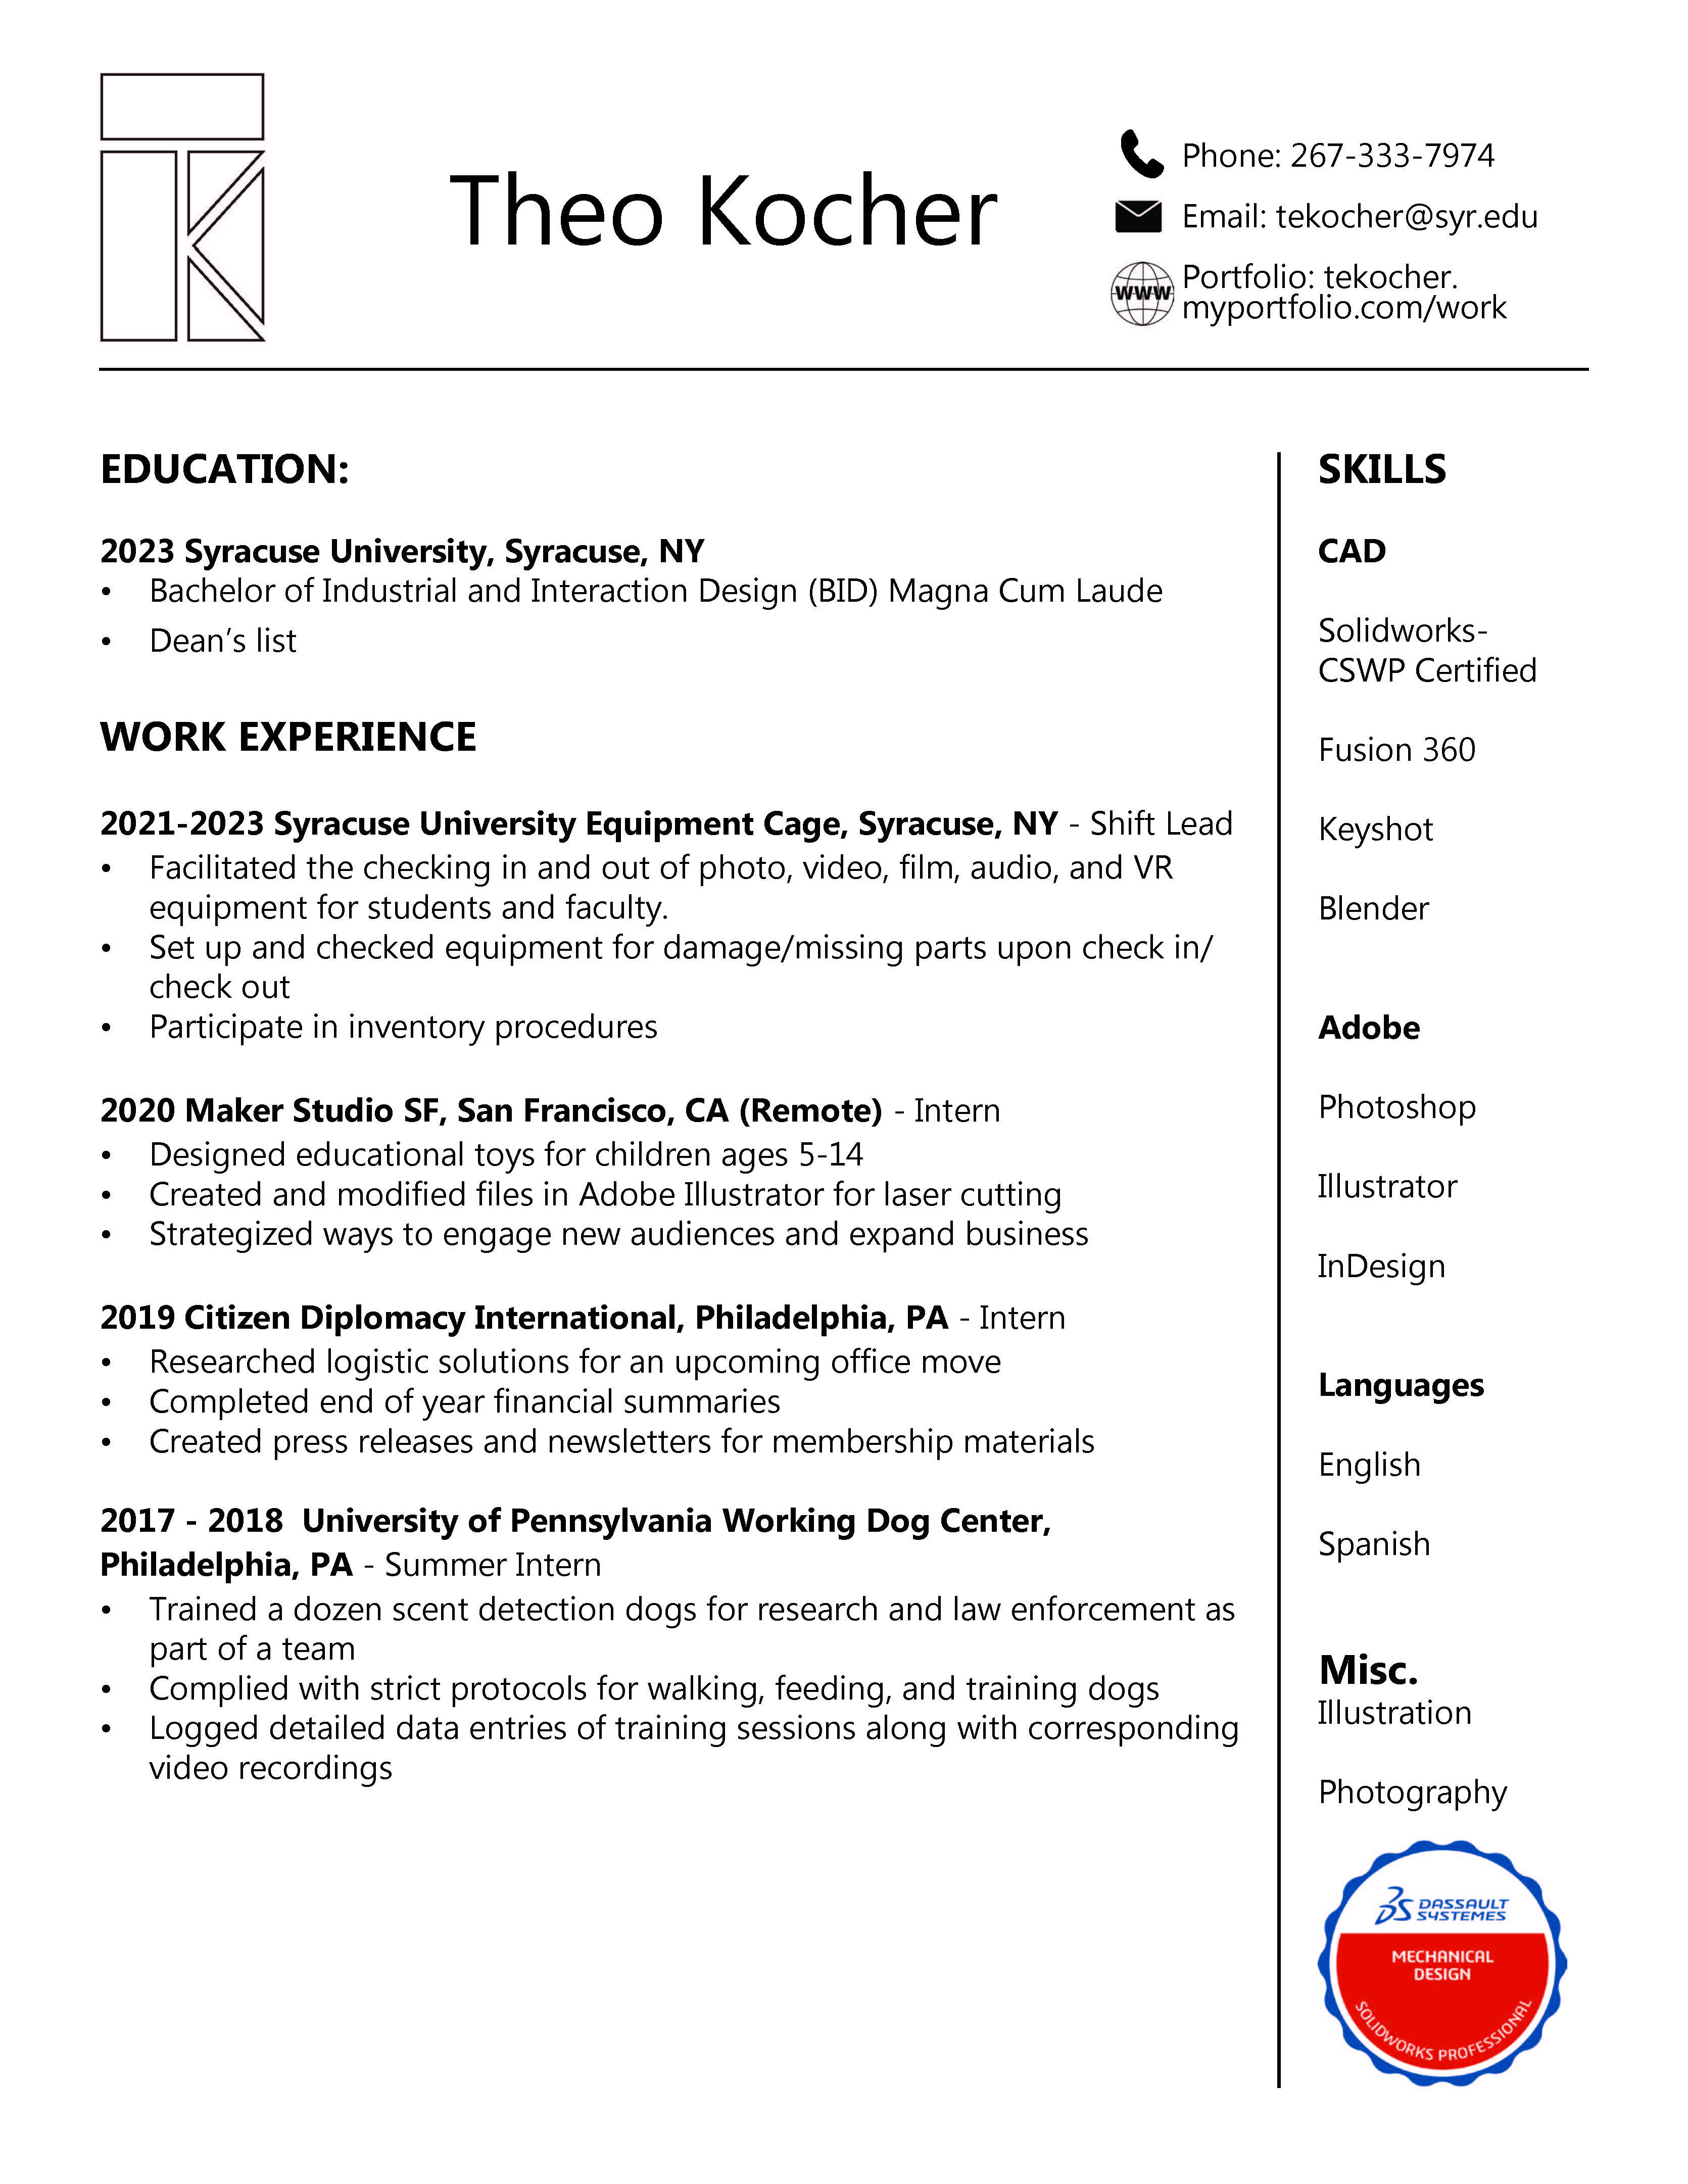 Theo Kocher
Phone: 267-333-7974
Email: tekocher@syr.edu
WWW
Portfolio: tekocher.
myportfolio.com/work
EDUCATION:
2023 Syracuse University, Syracuse, NY
• Bachelor of Industrial and Interaction Design (BID) Magna Cum Laude
• Dean’s list
WORK EXPERIENCE
2021-2023 Syracuse University Equipment Cage, Syracuse, NY - Shift Lead
• Facilitated the checking in and out of photo, video, film, audio, and VR
equipment for students and faculty.
• Set up and checked equipment for damage/missing parts upon check in/
check out
• Participate in inventory procedures
2020 Maker Studio SF, San Francisco, CA (Remote) - Intern
• Designed educational toys for children ages 5-14
• Created and modified files in Adobe Illustrator for laser cutting
• Strategized ways to engage new audiences and expand business
2019 Citizen Diplomacy International, Philadelphia, PA - Intern
• Researched logistic solutions for an upcoming office move
• Completed end of year financial summaries
• Created press releases and newsletters for membership materials
2017 - 2018 University of Pennsylvania Working Dog Center,
Philadelphia, PA - Summer Intern
• Trained a dozen scent detection dogs for research and law enforcement as
part of a team
• Complied with strict protocols for walking, feeding, and training dogs
• Logged detailed data entries of training sessions along with corresponding
video recordings
SKILLS
CAD
Solidworks-
CSWP Certified
Fusion 360
Keyshot
Blender
Adobe
Photoshop
Illustrator
InDesign
Languages
English
Spanish
Misc.
Illustration
Photography
DASSAULT
SYSTEMES
MECHANICAL
DESIGN
SOLIDWORKS PROFESSIONAL